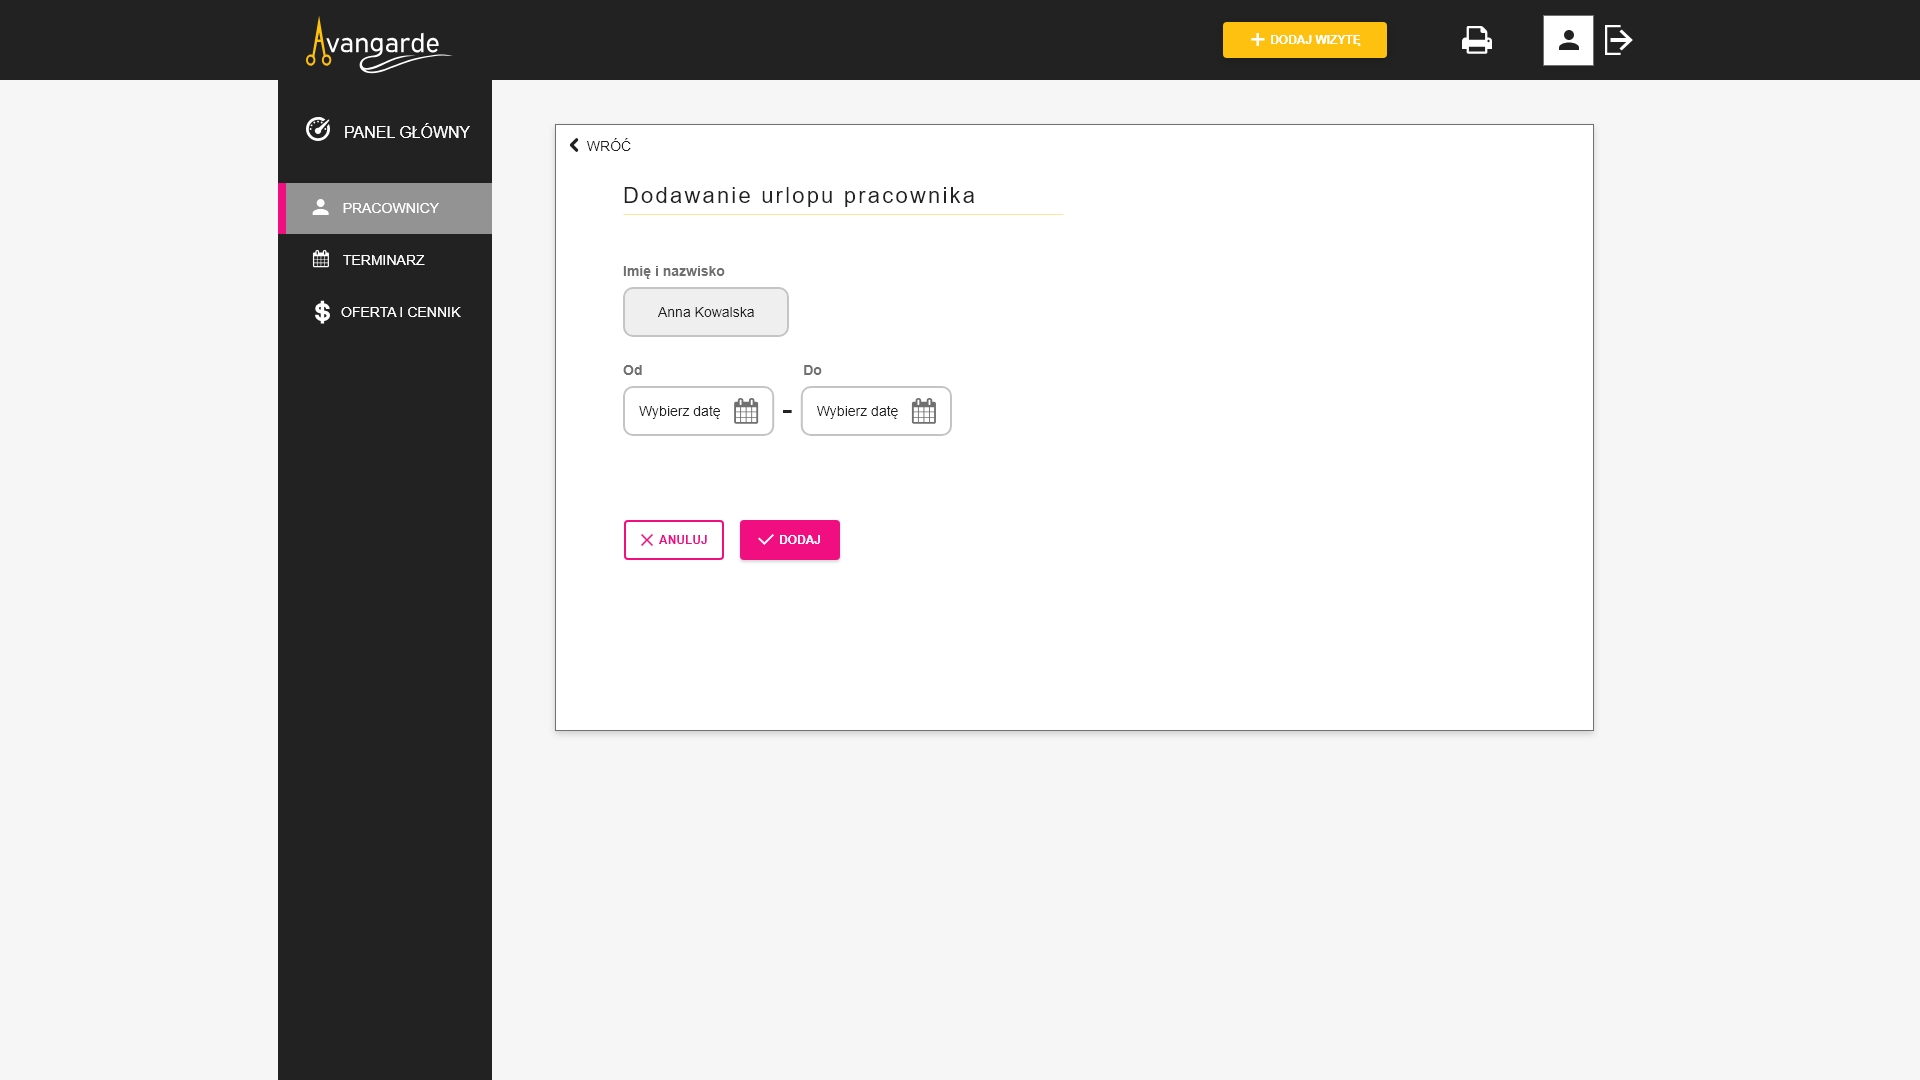 Avangarde
DODAJ WIZYTĘ
PANEL GŁÓWNY
PRACOWNICY
TERMINARZ
OFERTA I CENNIK
WRÓĆ
Dodawanie urlopu pracownika
Imię i nazwisko
Anna Kowalska
Od Do
Wybierz datę - Wybierz datę
ANULUJ DODAJ